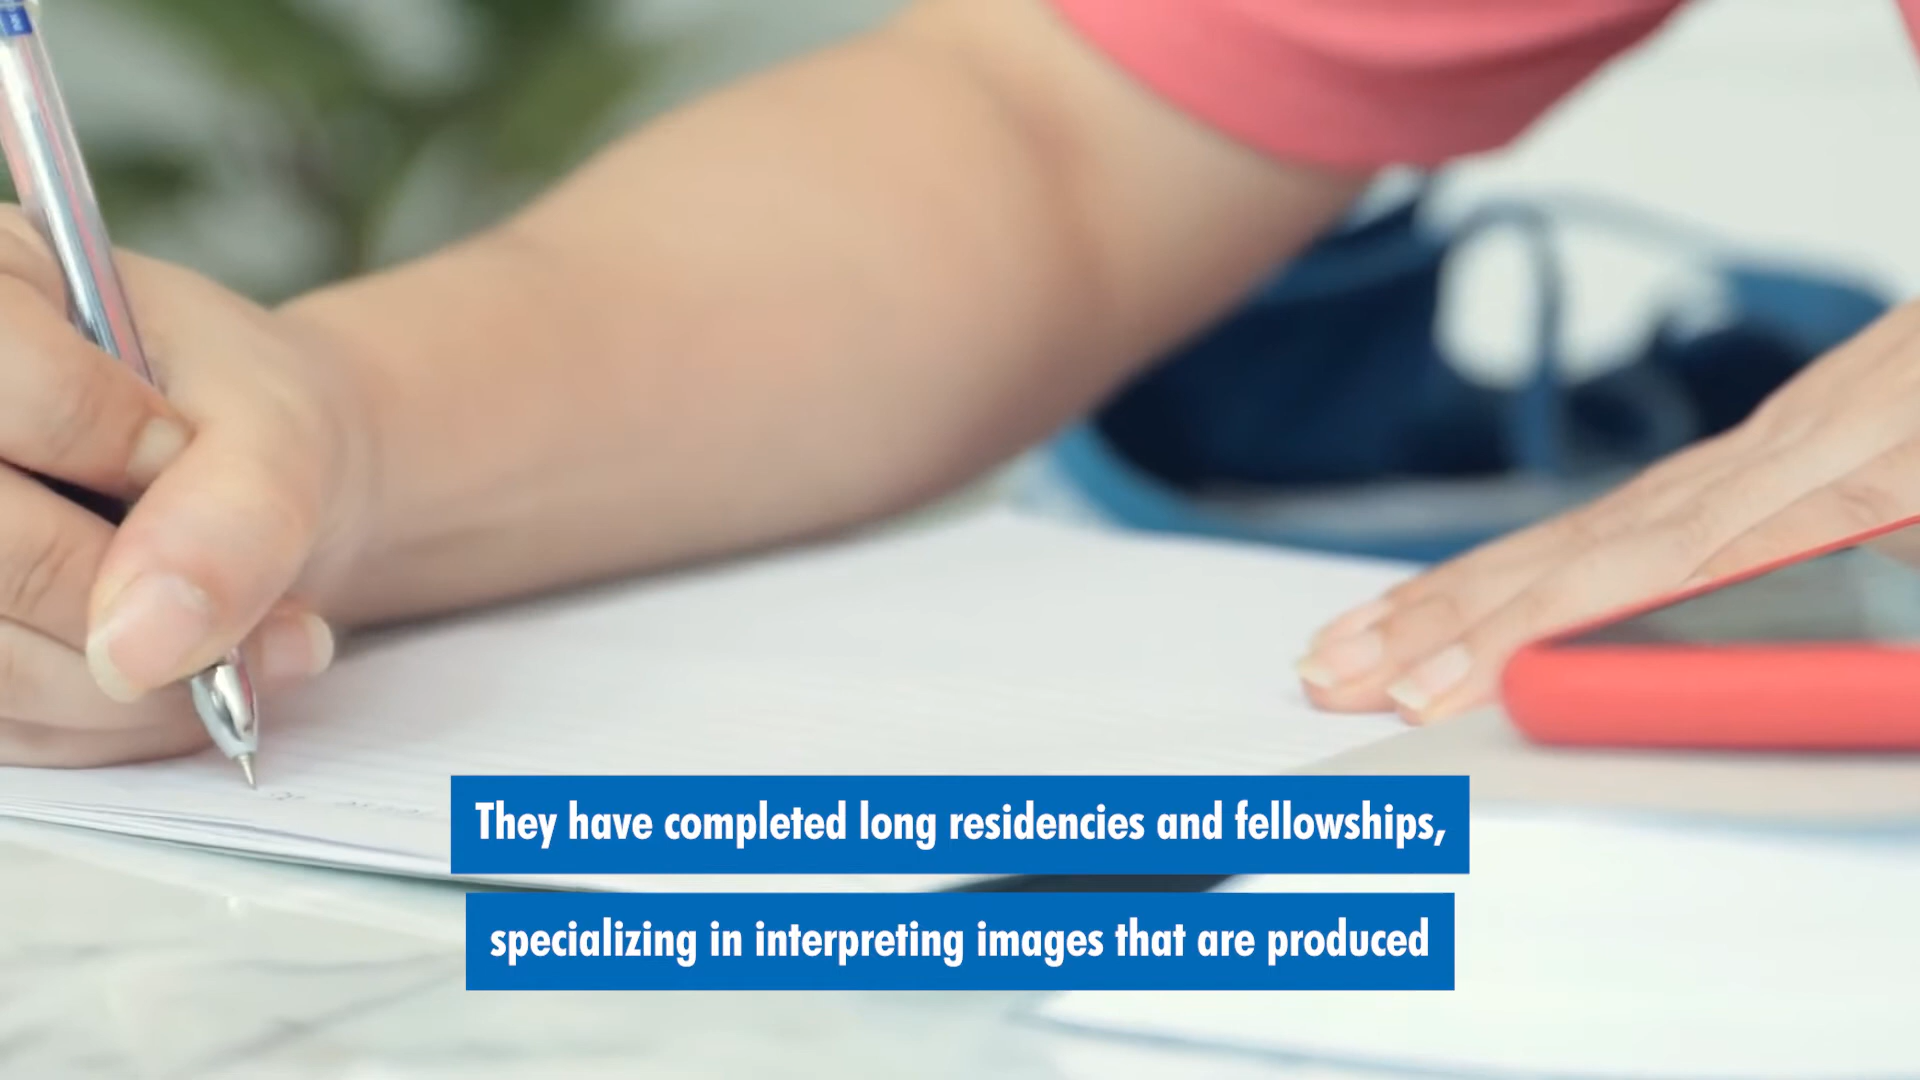 They have completed long residencies and fellowships,
specializing in interpreting images that are produced